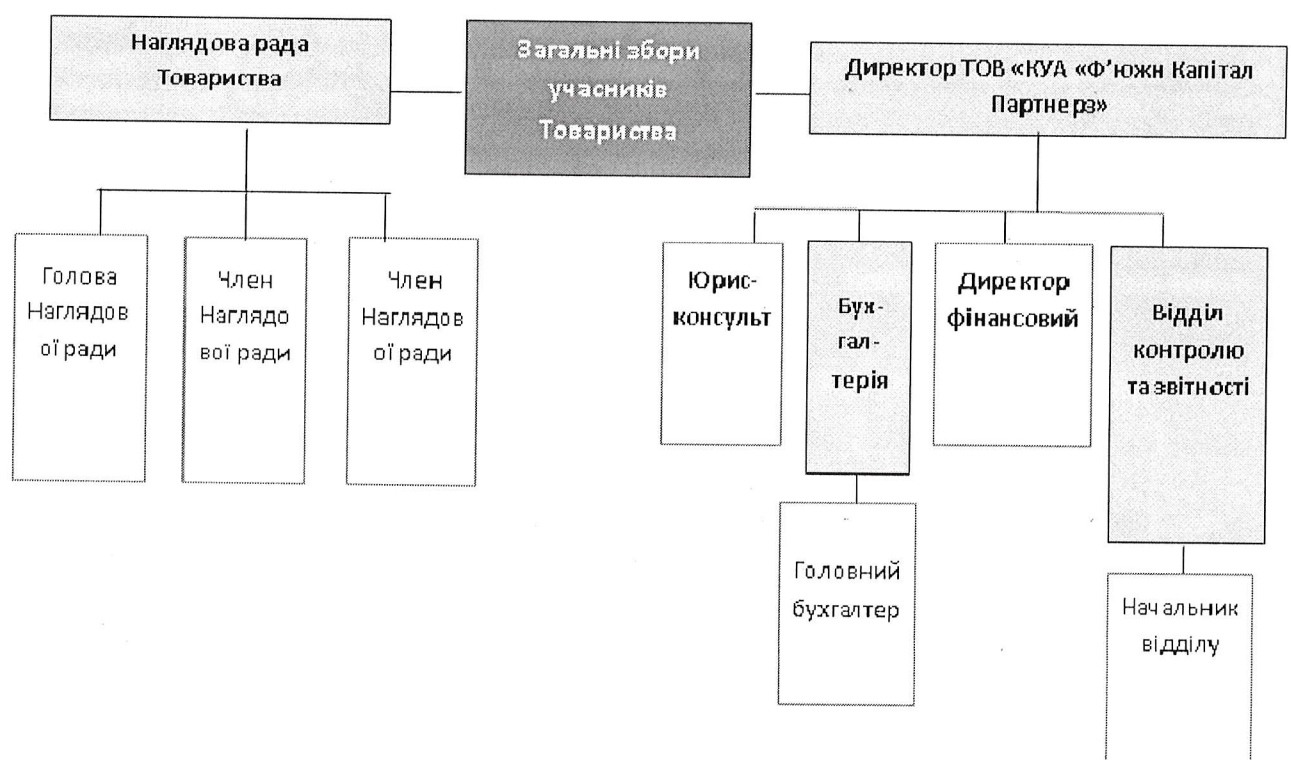 Наглядова рада
Товариства
Загальні збори
учасників
Товариства
Директор ТОВ «КУА «Ф’южн Капітал
Партнерз»
Голова
Наглядов
ої ради
Член
Наглядо
вої ради
Член
Наглядов
ої ради
Юрис-
консульт
Бух-
гал-
терія
Директор
фінансовий
Відділ
контролю
та звітності
Головний
бухгалтер
Начальник
відділу